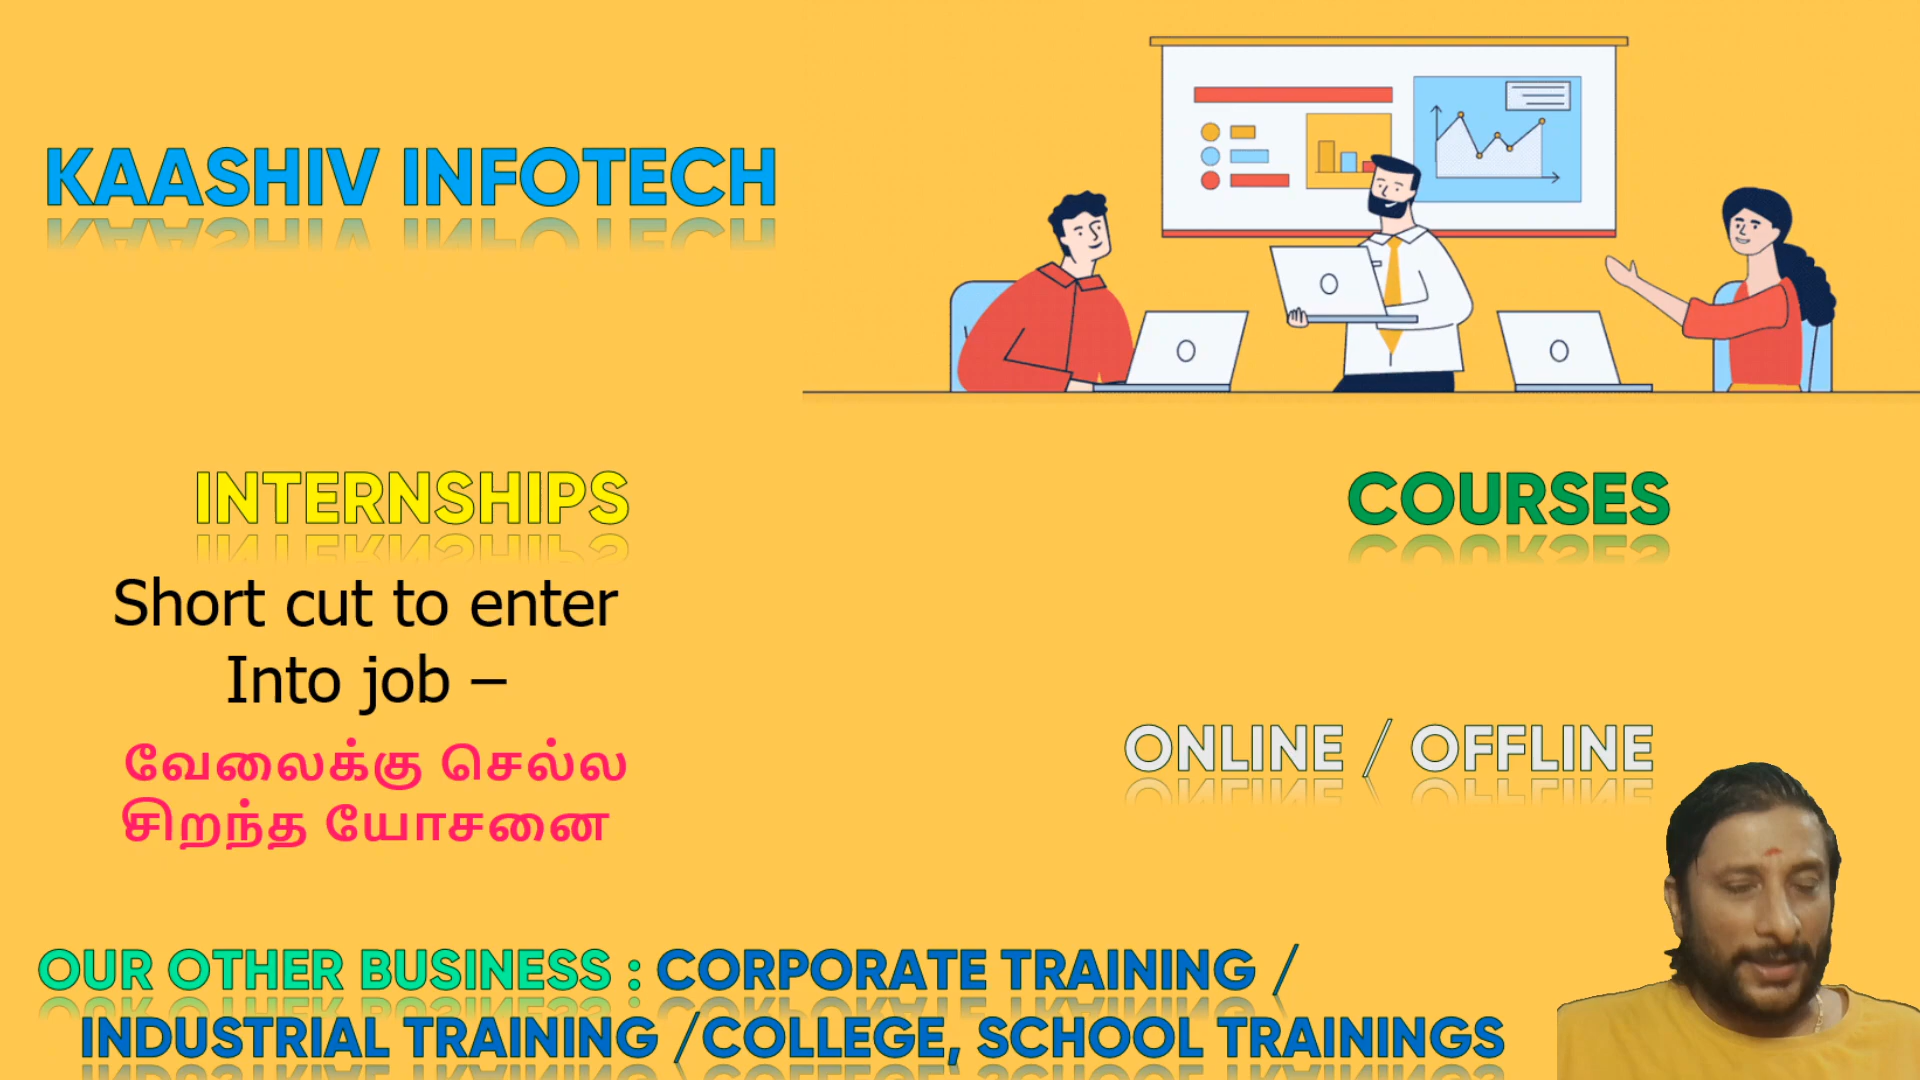 KAASHIV INFOTECH
INTERNSHIPS
Short cut to enter
Into job –
வேலைக்கு செல்ல
சிறந்த யோசனை
COURSES
ONLINE / OFFLINE
OUR OTHER BUSINESS : CORPORATE TRAINING /
INDUSTRIAL TRAINING /COLLEGE, SCHOOL TRAININGS